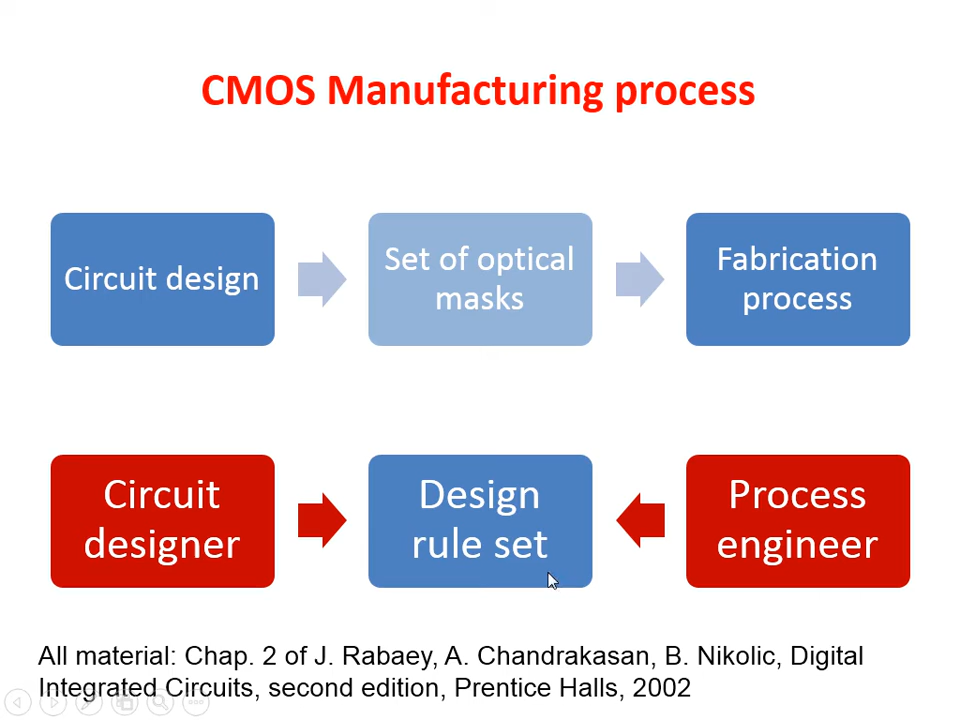 CMOS Manufacturing process
Circuit design
Set of optical
masks
Fabrication
process
Circuit
designer
Design
rule set
Process
engineer
All material: Chap. 2 of J. Rabaey, A. Chandrakasan, B. Nikolic, Digital
Integrated Circuits, second edition, Prentice Halls, 2002